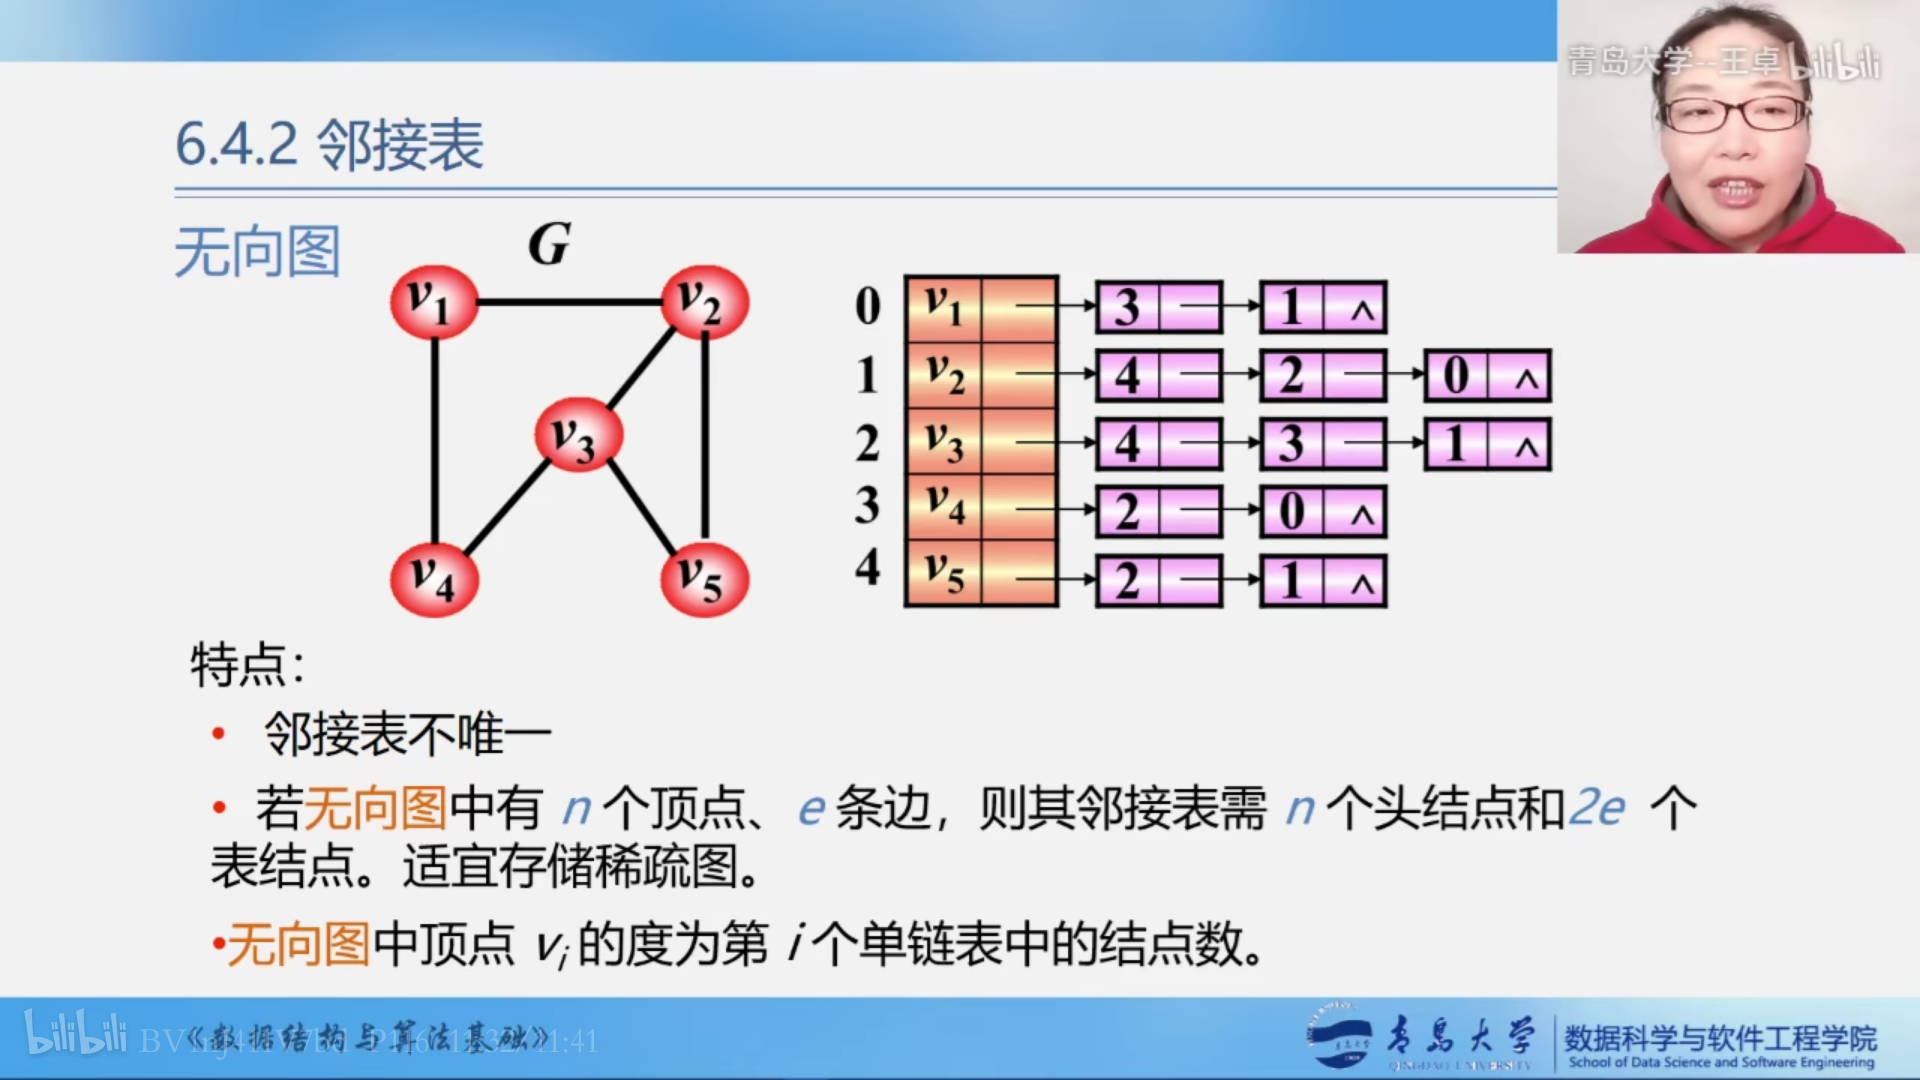 青岛大学--王卓 bilibili
6.4.2 邻接表
无向图
G
v1 v2
v3
v4 v5
0 v1 3 1 ^
1 v2 4 2 0 ^
2 v3 4 3 1 ^
3 v4 2 0 ^
4 v5 2 1 ^
特点：
• 邻接表不唯一
• 若无向图中有 n 个顶点、e 条边，则其邻接表需 n 个头结点和2e 个
表结点。适宜存储稀疏图。
•无向图中顶点 vi 的度为第 i 个单链表中的结点数。
bilibili
《数据结构与算法基础》
青岛大学 数据科学与软件工程学院
QINGDAO UNIVERSITY School of Data Science and Software Engineering